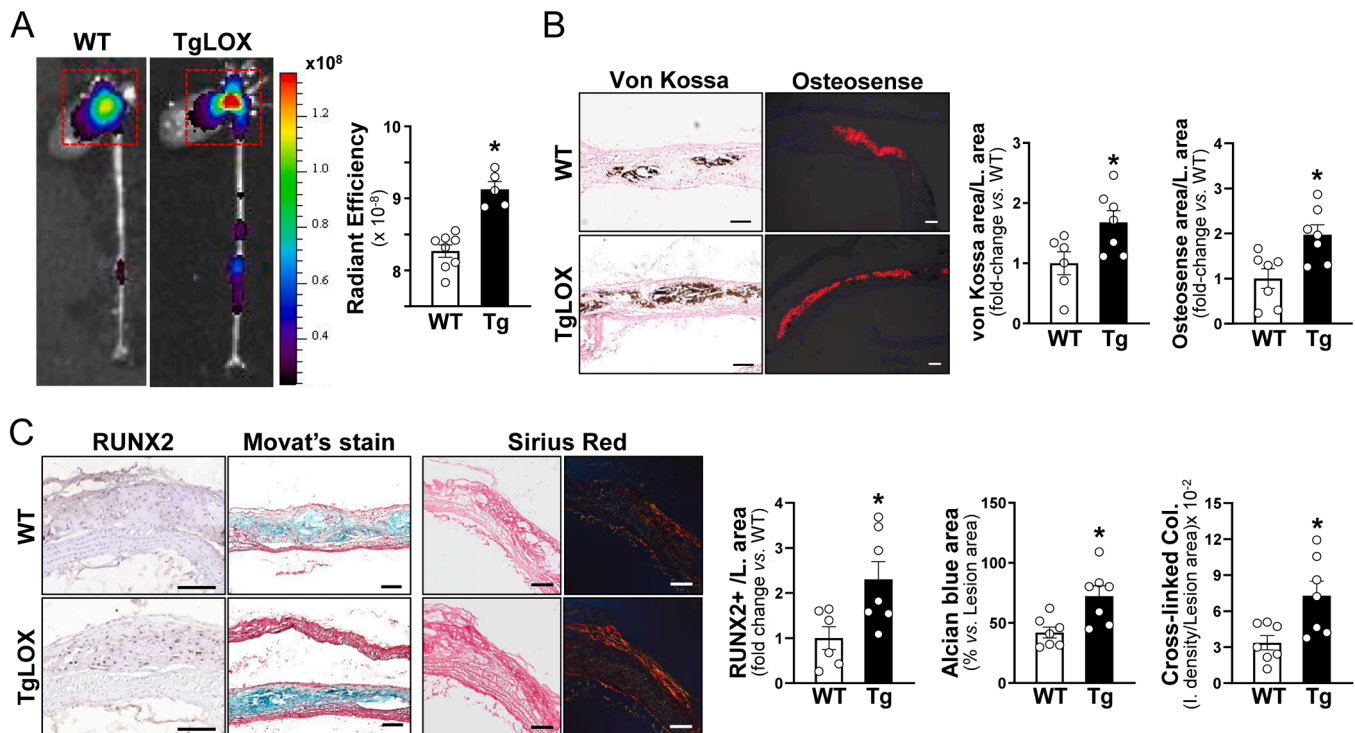 A
WT
TgLOX
x10⁸
1.2
1.0
0.8
0.6
0.4
Radiant Efficiency
(x 10⁻⁸)
10
9
8
*
WT
Tg
B
Von Kossa
Osteosense
WT
TgLOX
von Kossa area/L. area
(fold-change vs. WT)
3
2
1
0
*
WT
Tg
Osteosense area/L. area
(fold-change vs. WT)
4
2
0
*
WT
Tg
C
RUNX2
Movat's stain
Sirius Red
WT
TgLOX
RUNX2+ /L. area
(fold change vs. WT)
4
3
2
1
0
*
WT
Tg
Alcian blue area
(% vs. Lesion area)
150
100
50
0
*
WT
Tg
Cross-linked Col.
(I. density/Lesion area)x 10⁻²
15
12
9
6
3
0
*
WT
Tg